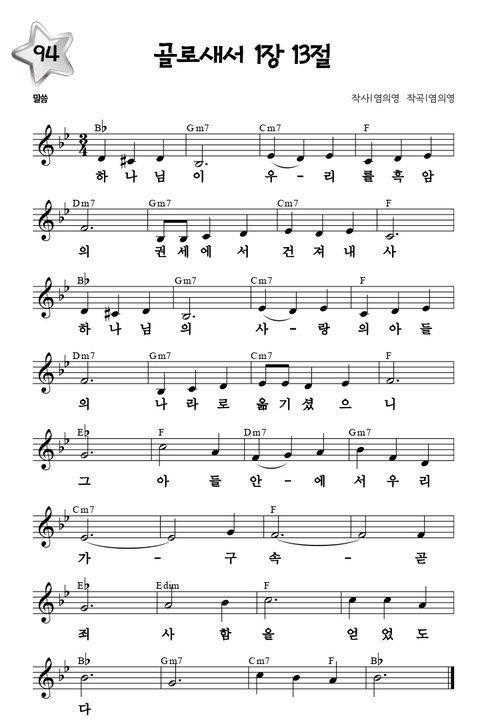 94
골로새서 1장 13절
말씀
작사|염의영 작곡|염의영
B♭ Gm7 Cm7 F
3 4
하 나 님 이 우 - 리 를 흑 암
Dm7 Gm7 Cm7 F
의 권 세 에 서 건 져 내 사
B♭ Gm7 Cm7 F
하 나 님 의 사 - 랑 의 아 들
Dm7 Gm7 Cm7 F
의 나 라 로 옮 기 셨 으 니
E♭ F Dm7 Gm7
그 아 들 안 - 에 서 우 리
Cm7 F
가 - 구 속 - 곧
E♭ Edim F
죄 사 함 을 얻 었 도
B♭ Gm7 Cm7 F B♭
다